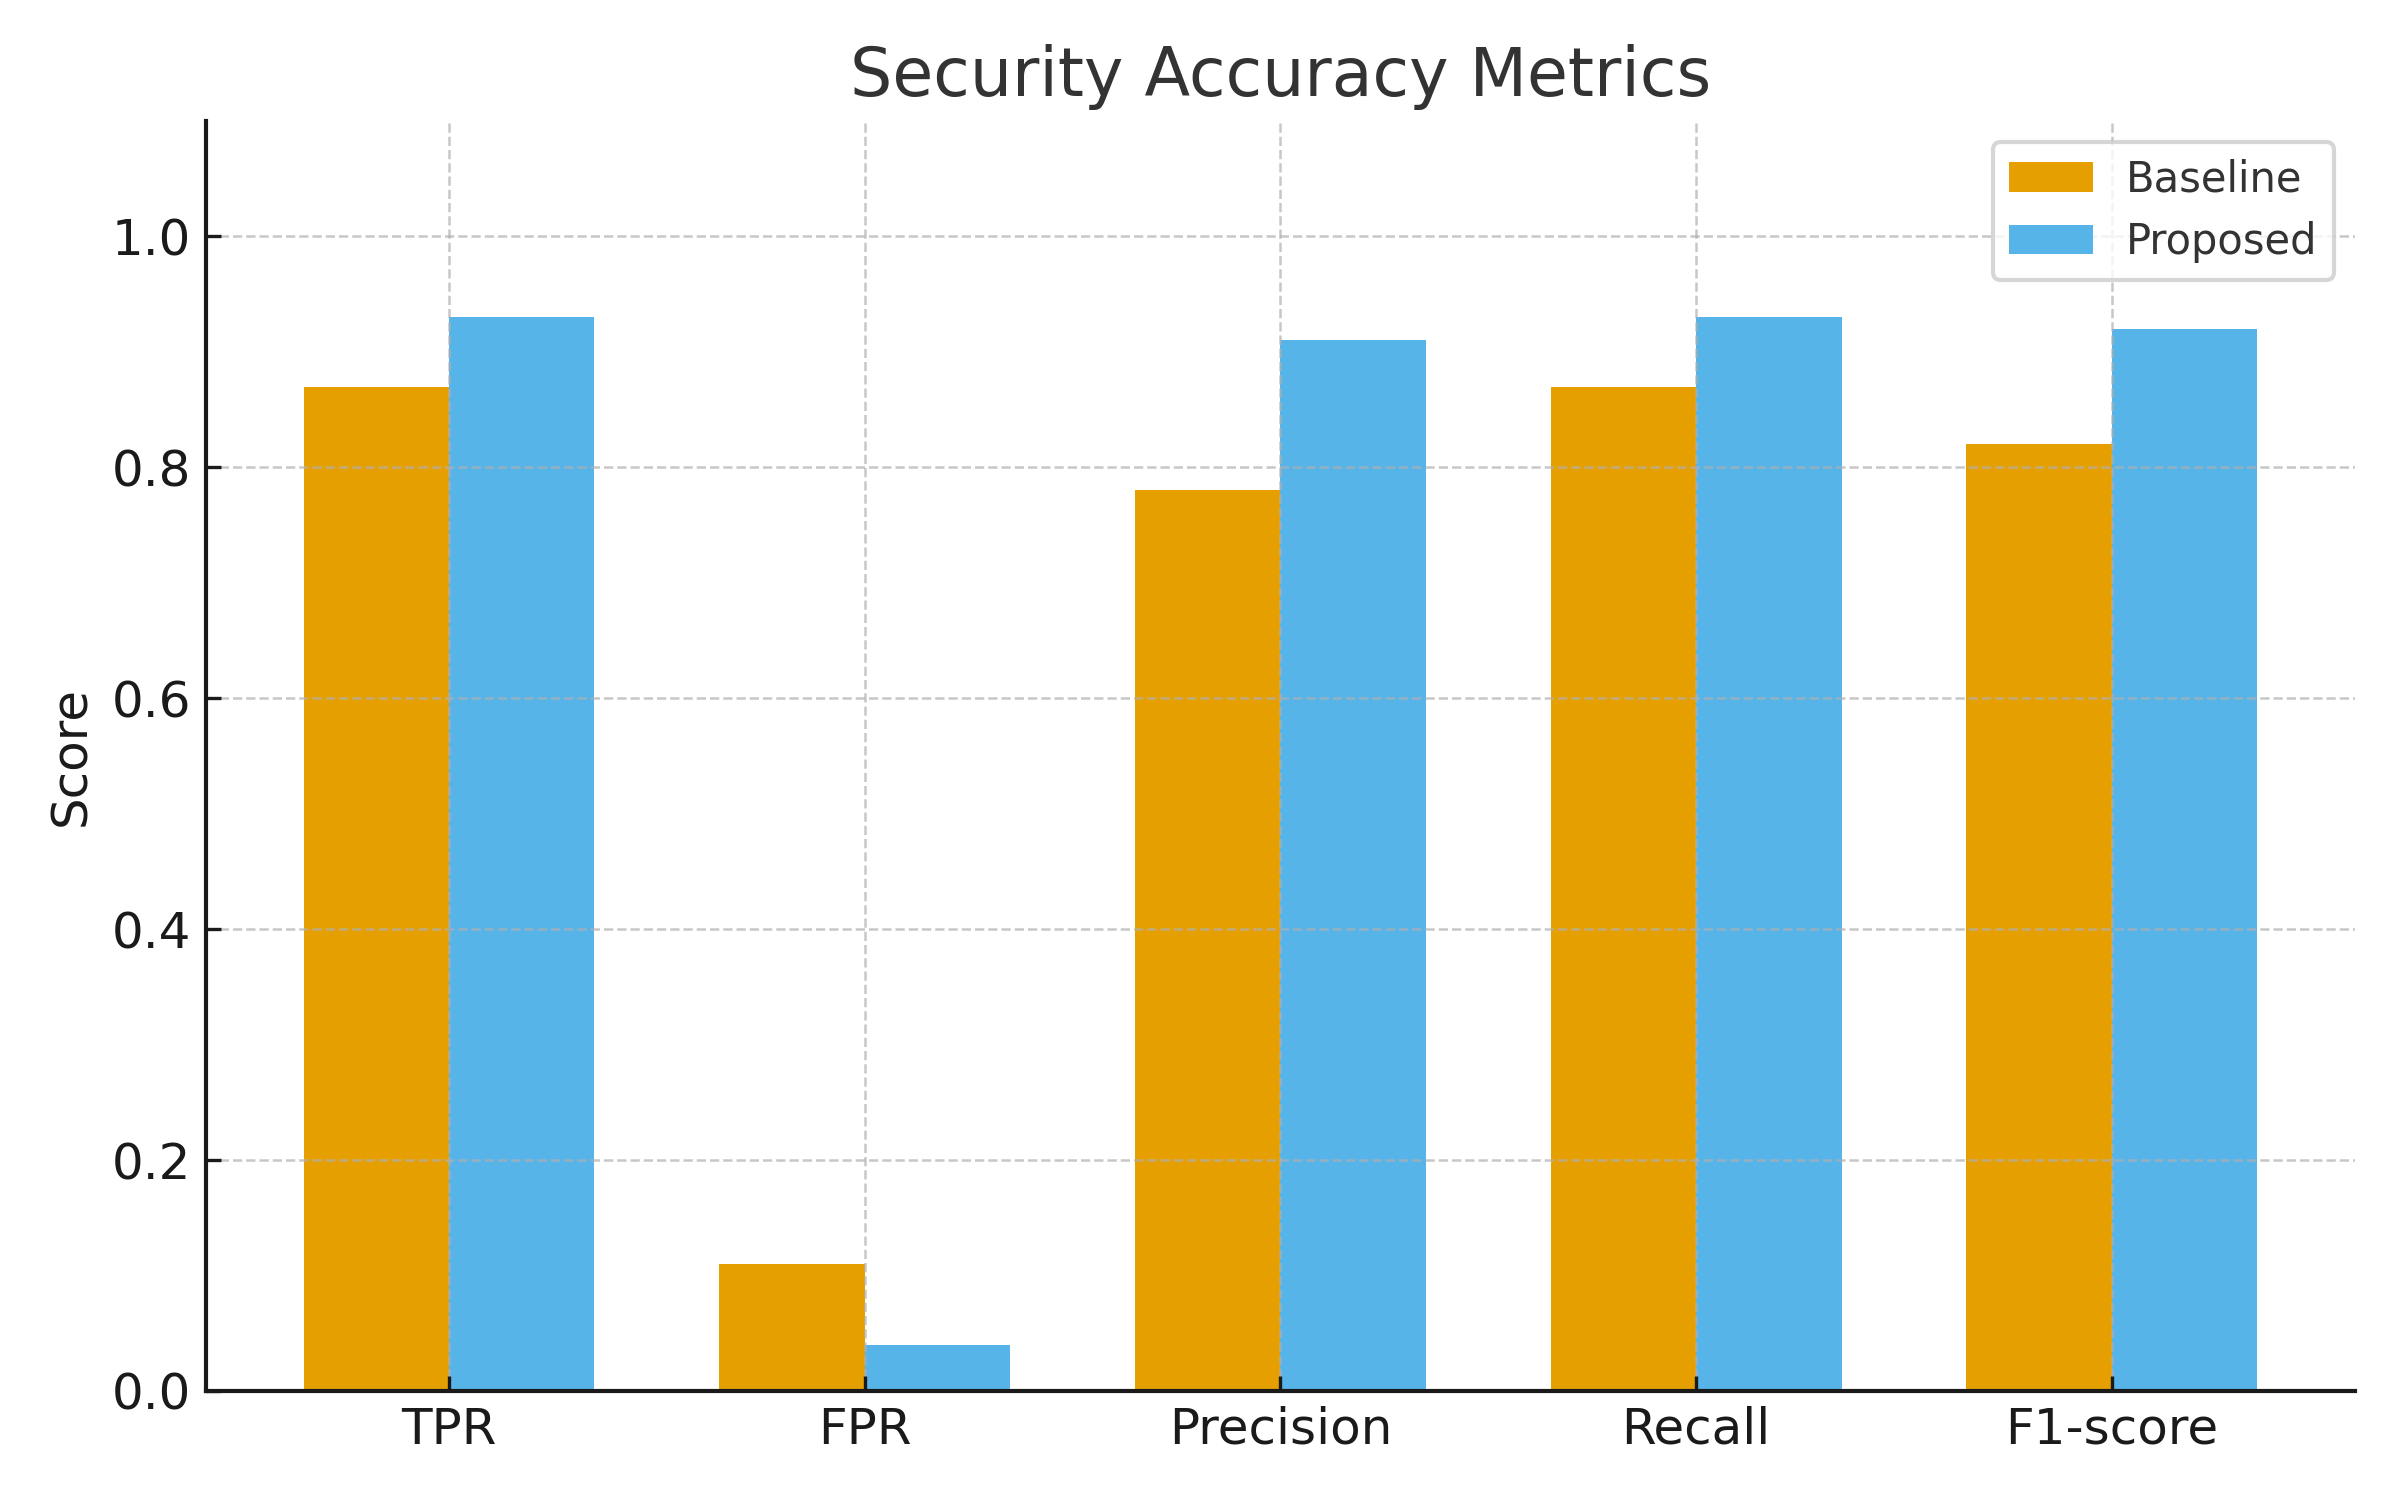 Security Accuracy Metrics
Baseline
Proposed
Score
1.0
0.8
0.6
0.4
0.2
0.0
TPR FPR Precision Recall F1-score